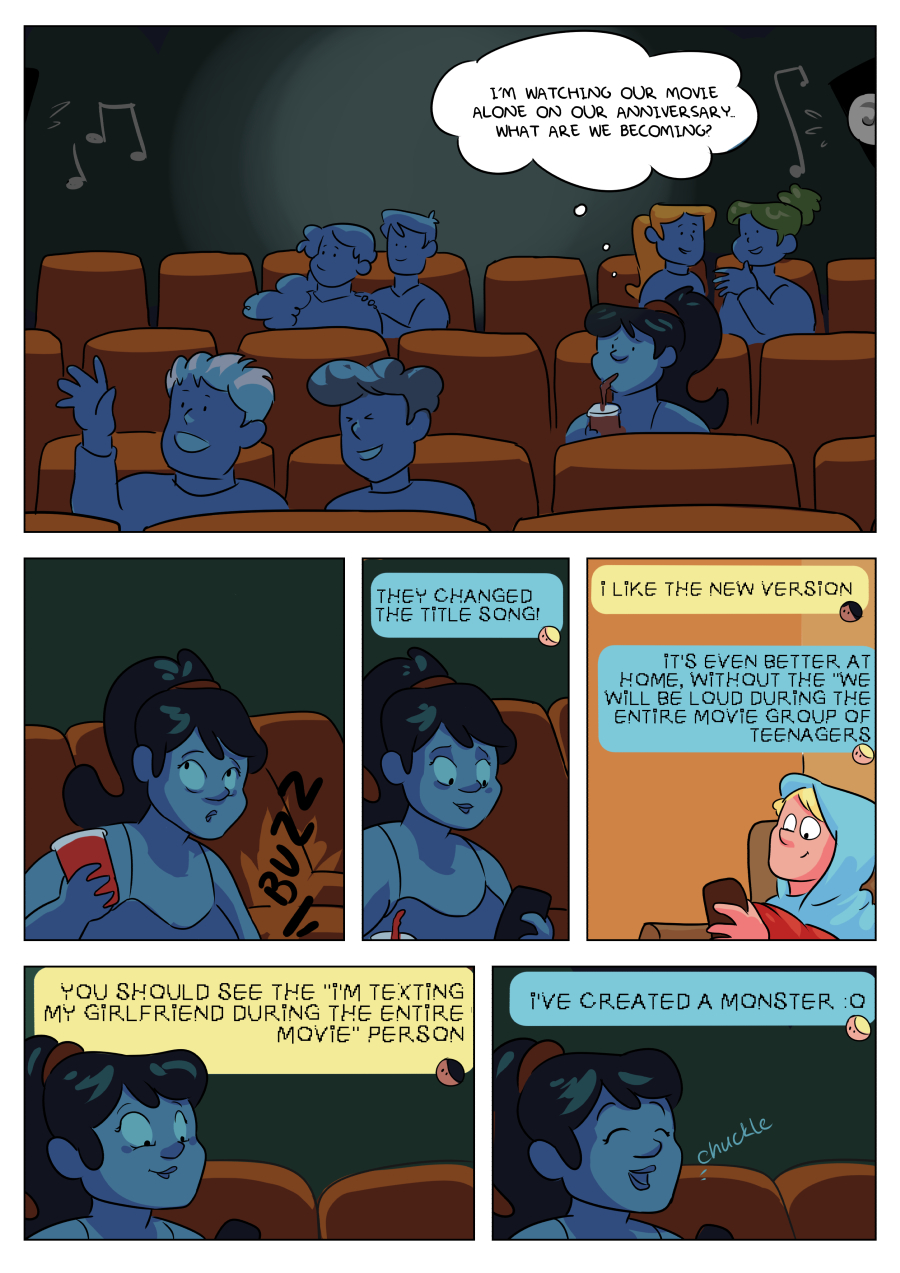 I'M WATCHING OUR MOVIE
ALONE ON OUR ANNIVERSARY..
WHAT ARE WE BECOMING?
BUZZ
THEY CHANGED
THE TITLE SONG!
I LIKE THE NEW VERSION
IT'S EVEN BETTER AT
HOME, WITHOUT THE "WE
WILL BE LOUD DURING THE
ENTIRE MOVIE GROUP OF
TEENAGERS
YOU SHOULD SEE THE "I'M TEXTING
MY GIRLFRIEND DURING THE ENTIRE
MOVIE" PERSON
I'VE CREATED A MONSTER :O
chuckle